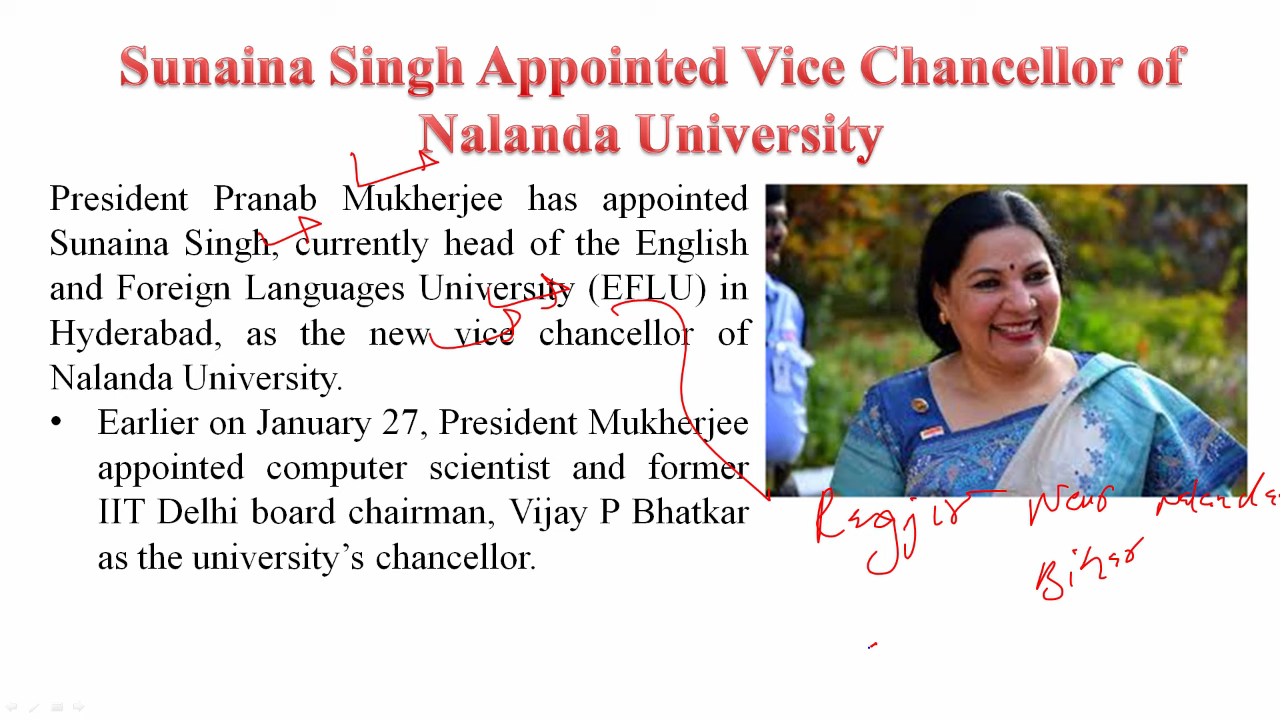 Sunaina Singh Appointed Vice Chancellor of
Nalanda University
President Pranab Mukherjee has appointed
Sunaina Singh, currently head of the English
and Foreign Languages University (EFLU) in
Hyderabad, as the new vice chancellor of
Nalanda University.
• Earlier on January 27, President Mukherjee
appointed computer scientist and former
IIT Delhi board chairman, Vijay P Bhatkar
as the university’s chancellor.
Nalanda
Bihar